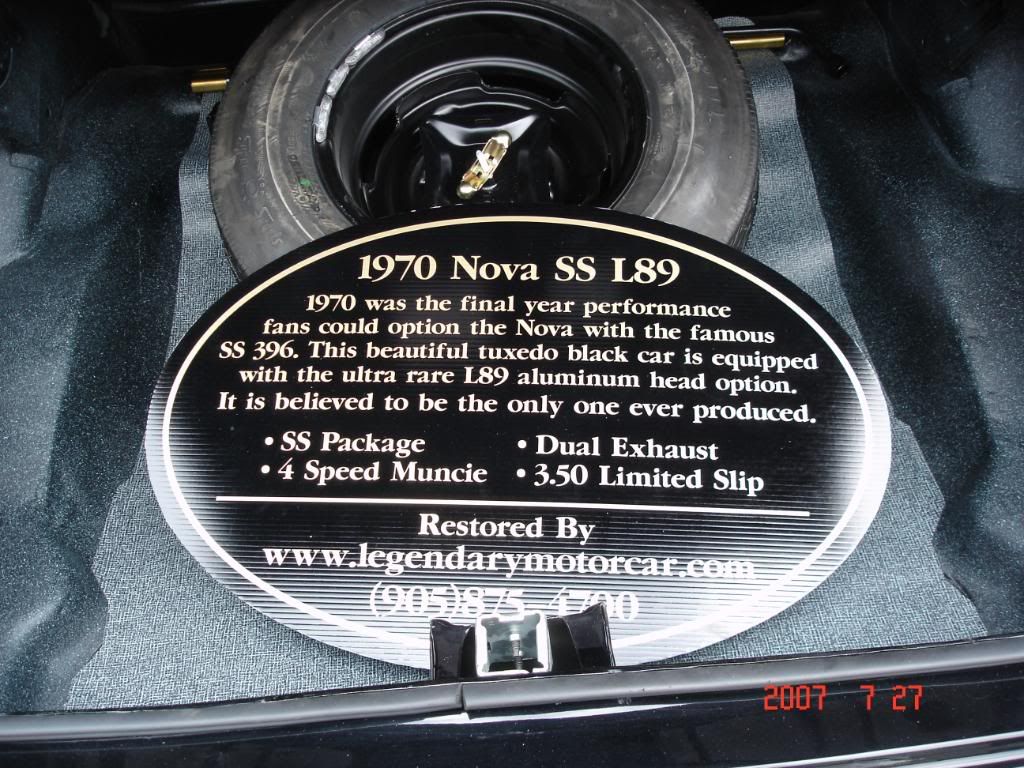 1970 Nova SS L89
1970 was the final year performance
fans could option the Nova with the famous
SS 396. This beautiful tuxedo black car is equipped
with the ultra rare L89 aluminum head option.
It is believed to be the only one ever produced.
• SS Package • Dual Exhaust
• 4 Speed Muncie • 3.50 Limited Slip
Restored By
www.legendarymotorcar.com
(905)875-4700
2007 7 27